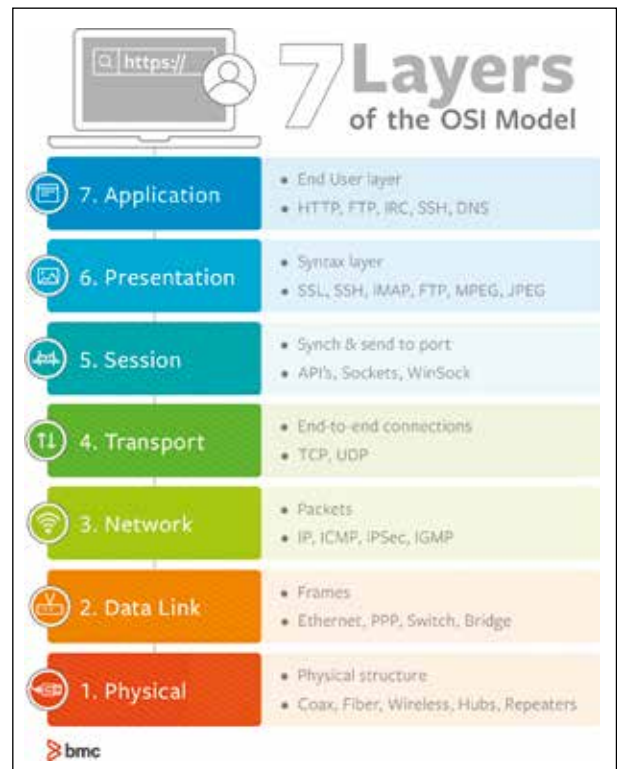 https://
7 Layers
of the OSI Model
7. Application
• End User layer
• HTTP, FTP, IRC, SSH, DNS
6. Presentation
• Syntax layer
• SSL, SSH, IMAP, FTP, MPEG, JPEG
5. Session
• Synch & send to port
• API's, Sockets, WinSock
4. Transport
• End-to-end connections
• TCP, UDP
3. Network
• Packets
• IP, ICMP, IPSec, IGMP
2. Data Link
• Frames
• Ethernet, PPP, Switch, Bridge
1. Physical
• Physical structure
• Coax, Fiber, Wireless, Hubs, Repeaters
bmc